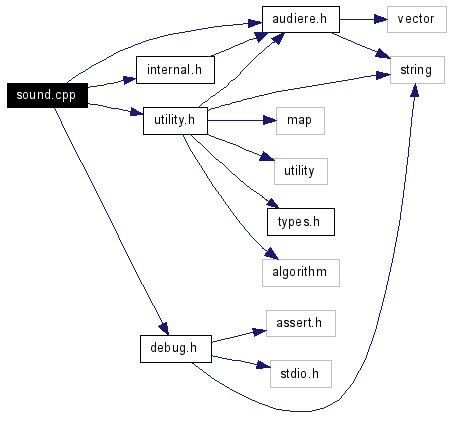 audiere.h
vector
internal.h
string
sound.cpp
utility.h
map
utility
types.h
algorithm
assert.h
debug.h
stdio.h